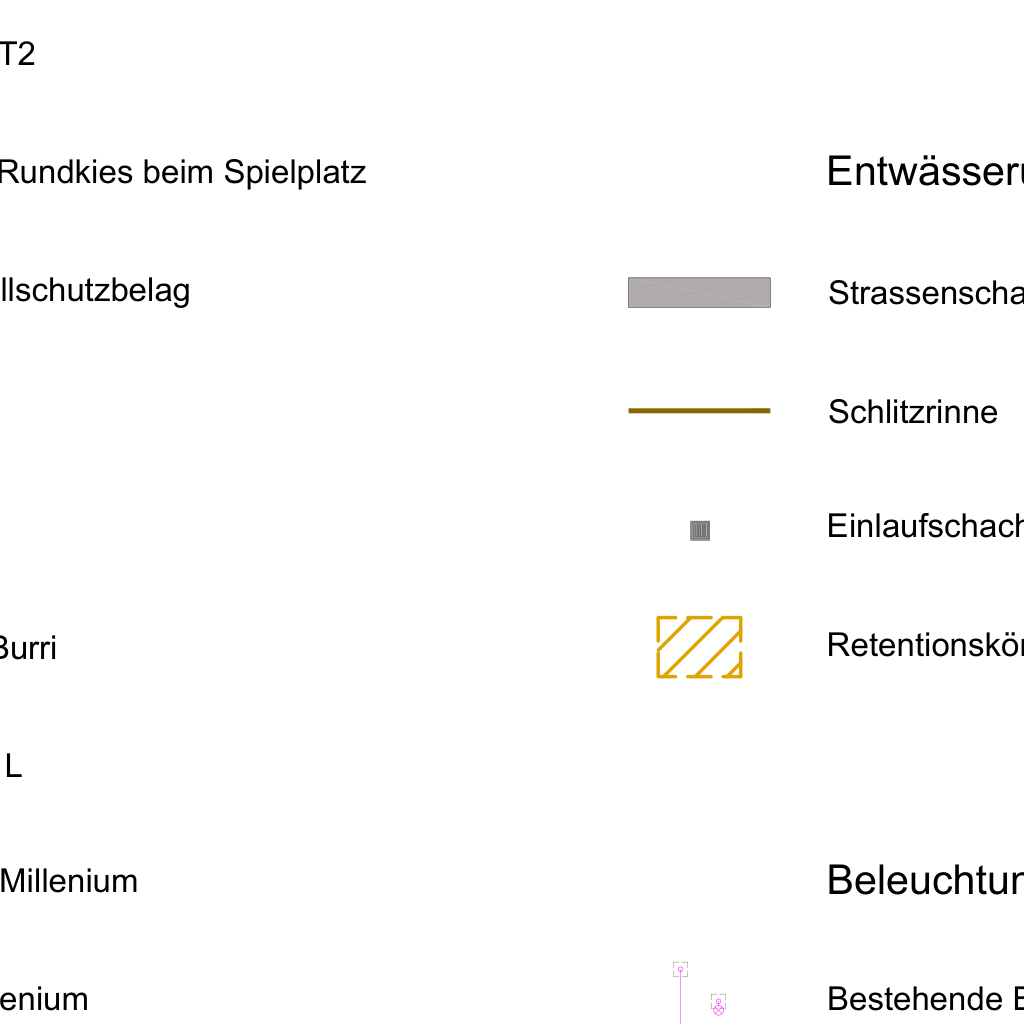 T2
Rundkies beim Spielplatz
llschutzbelag
Burri
L
Millenium
enium
Entwässeru
Strassenscha
Schlitzrinne
Einlaufschach
Retentionskör
Beleuchtun
Bestehende B